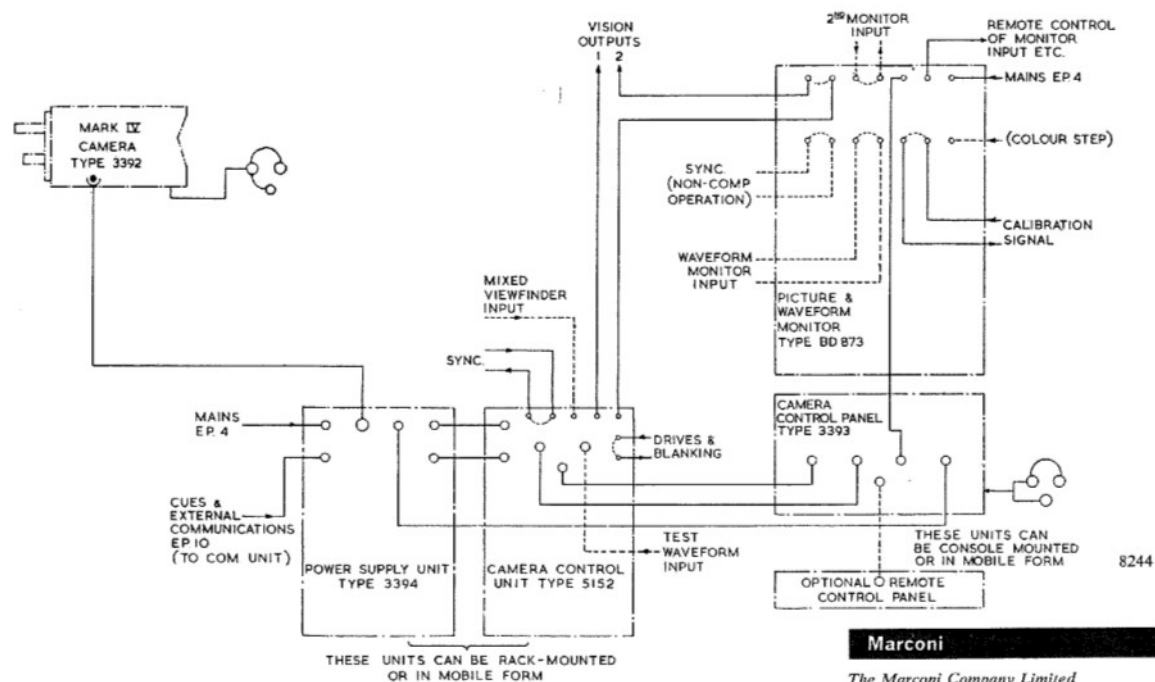 VISION
OUTPUTS
1 2
2ND MONITOR
INPUT
REMOTE CONTROL
OF MONITOR
INPUT ETC.
MAINS EP. 4
MARK IV
CAMERA
TYPE 3392
(COLOUR STEP)
SYNC.
(NON-COMP
OPERATION)
CALIBRATION
SIGNAL
WAVEFORM
MONITOR
INPUT
MIXED
VIEWFINDER
INPUT
PICTURE &
WAVEFORM
MONITOR
TYPE BD 873
SYNC.
CAMERA
CONTROL PANEL
TYPE 3393
MAINS
EP. 4
DRIVES &
BLANKING
CUES &
EXTERNAL
COMMUNICATIONS
EP 10
(TO COM UNIT)
TEST
WAVEFORM
INPUT
THESE UNITS CAN
BE CONSOLE MOUNTED
OR IN MOBILE FORM
8244
POWER SUPPLY UNIT
TYPE 3394
CAMERA CONTROL
UNIT TYPE 5152
OPTIONAL REMOTE
CONTROL PANEL
THESE UNITS CAN BE RACK-MOUNTED
OR IN MOBILE FORM
Marconi
The Marconi Company Limited